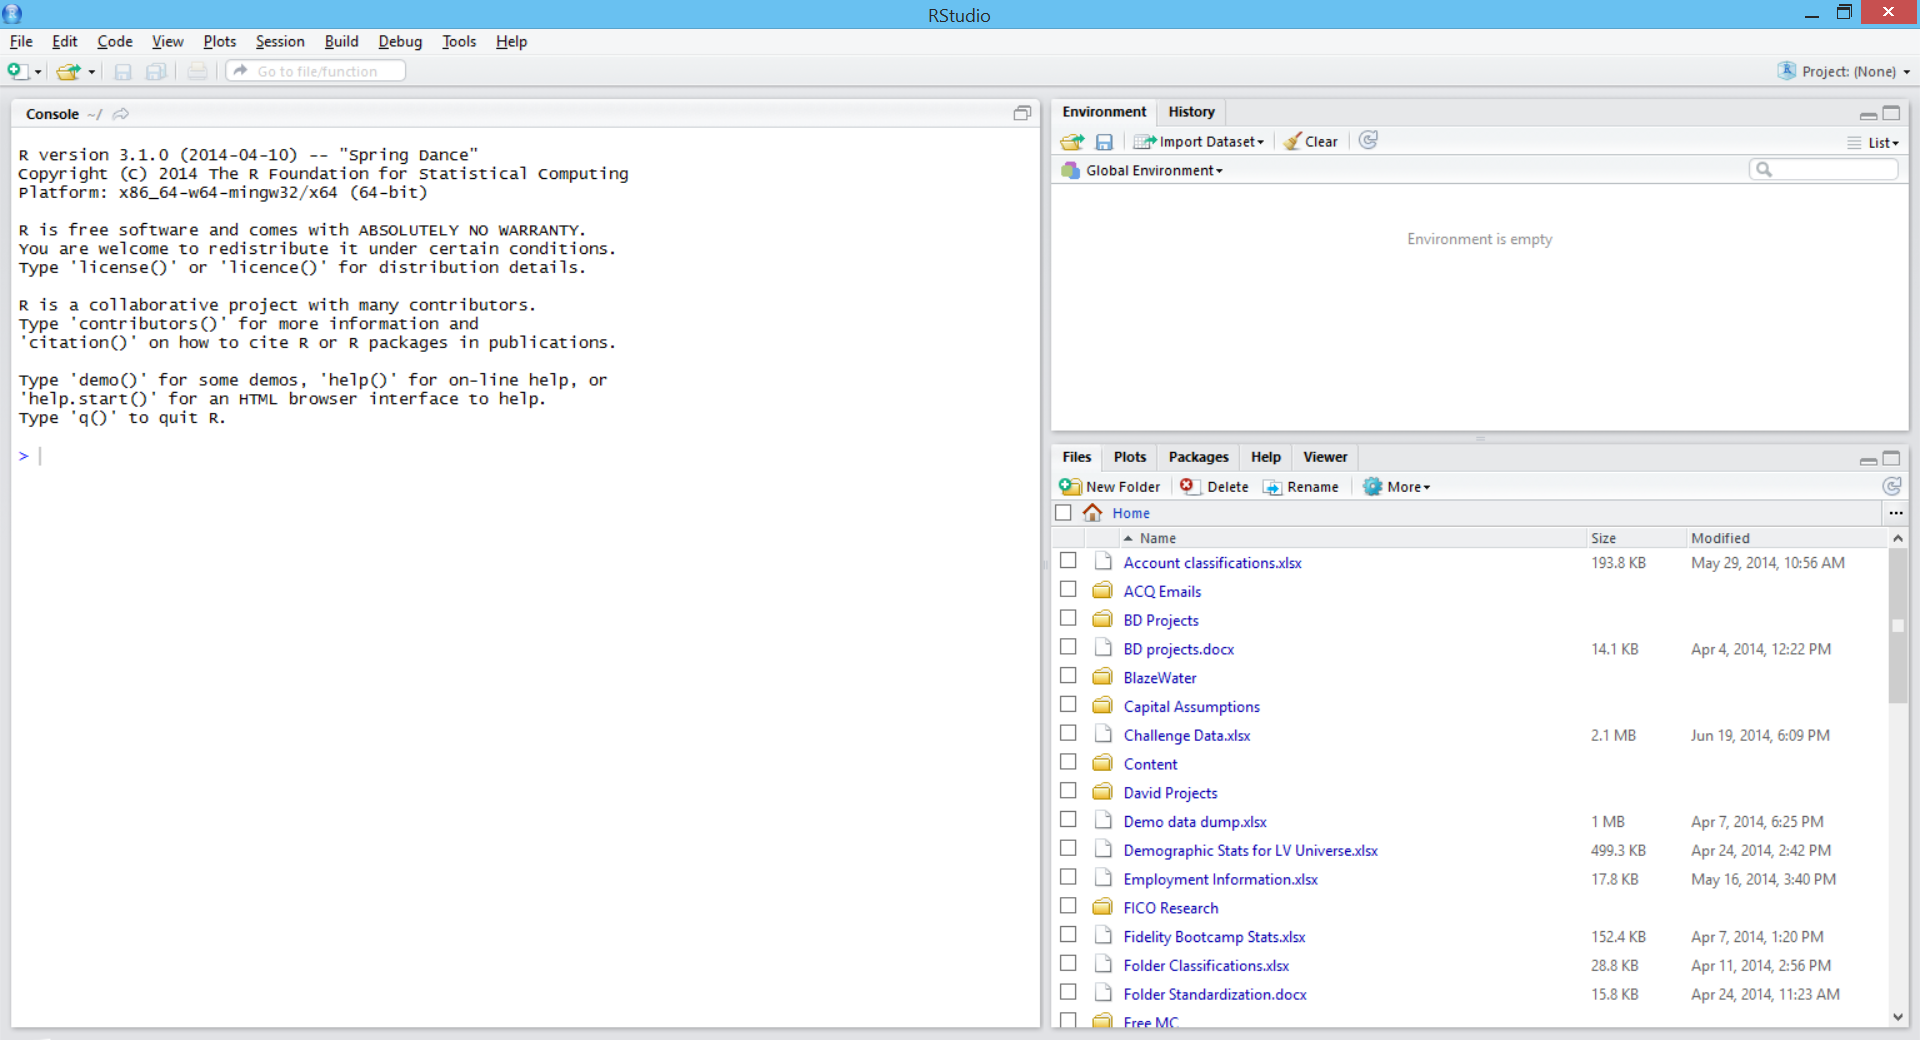 RStudio
File Edit Code View Plots Session Build Debug Tools Help
Go to file/function
Project: (None)
Console ~/
R version 3.1.0 (2014-04-10) -- "Spring Dance"
Copyright (C) 2014 The R Foundation for Statistical Computing
Platform: x86_64-w64-mingw32/x64 (64-bit)
R is free software and comes with ABSOLUTELY NO WARRANTY.
You are welcome to redistribute it under certain conditions.
Type 'license()' or 'licence()' for distribution details.
R is a collaborative project with many contributors.
Type 'contributors()' for more information and
'citation()' on how to cite R or R packages in publications.
Type 'demo()' for some demos, 'help()' for on-line help, or
'help.start()' for an HTML browser interface to help.
Type 'q()' to quit R.
>
Environment History
Import Dataset Clear List
Global Environment
Environment is empty
Files Plots Packages Help Viewer
New Folder Delete Rename More
Home ...
Name Size Modified
Account classifications.xlsx 193.8 KB May 29, 2014, 10:56 AM
ACQ Emails
BD Projects
BD projects.docx 14.1 KB Apr 4, 2014, 12:22 PM
BlazeWater
Capital Assumptions
Challenge Data.xlsx 2.1 MB Jun 19, 2014, 6:09 PM
Content
David Projects
Demo data dump.xlsx 1 MB Apr 7, 2014, 6:25 PM
Demographic Stats for LV Universe.xlsx 499.3 KB Apr 24, 2014, 2:42 PM
Employment Information.xlsx 17.8 KB May 16, 2014, 3:40 PM
FICO Research
Fidelity Bootcamp Stats.xlsx 152.4 KB Apr 7, 2014, 1:20 PM
Folder Classifications.xlsx 28.8 KB Apr 11, 2014, 2:56 PM
Folder Standardization.docx 15.8 KB Apr 24, 2014, 11:23 AM
Free MC